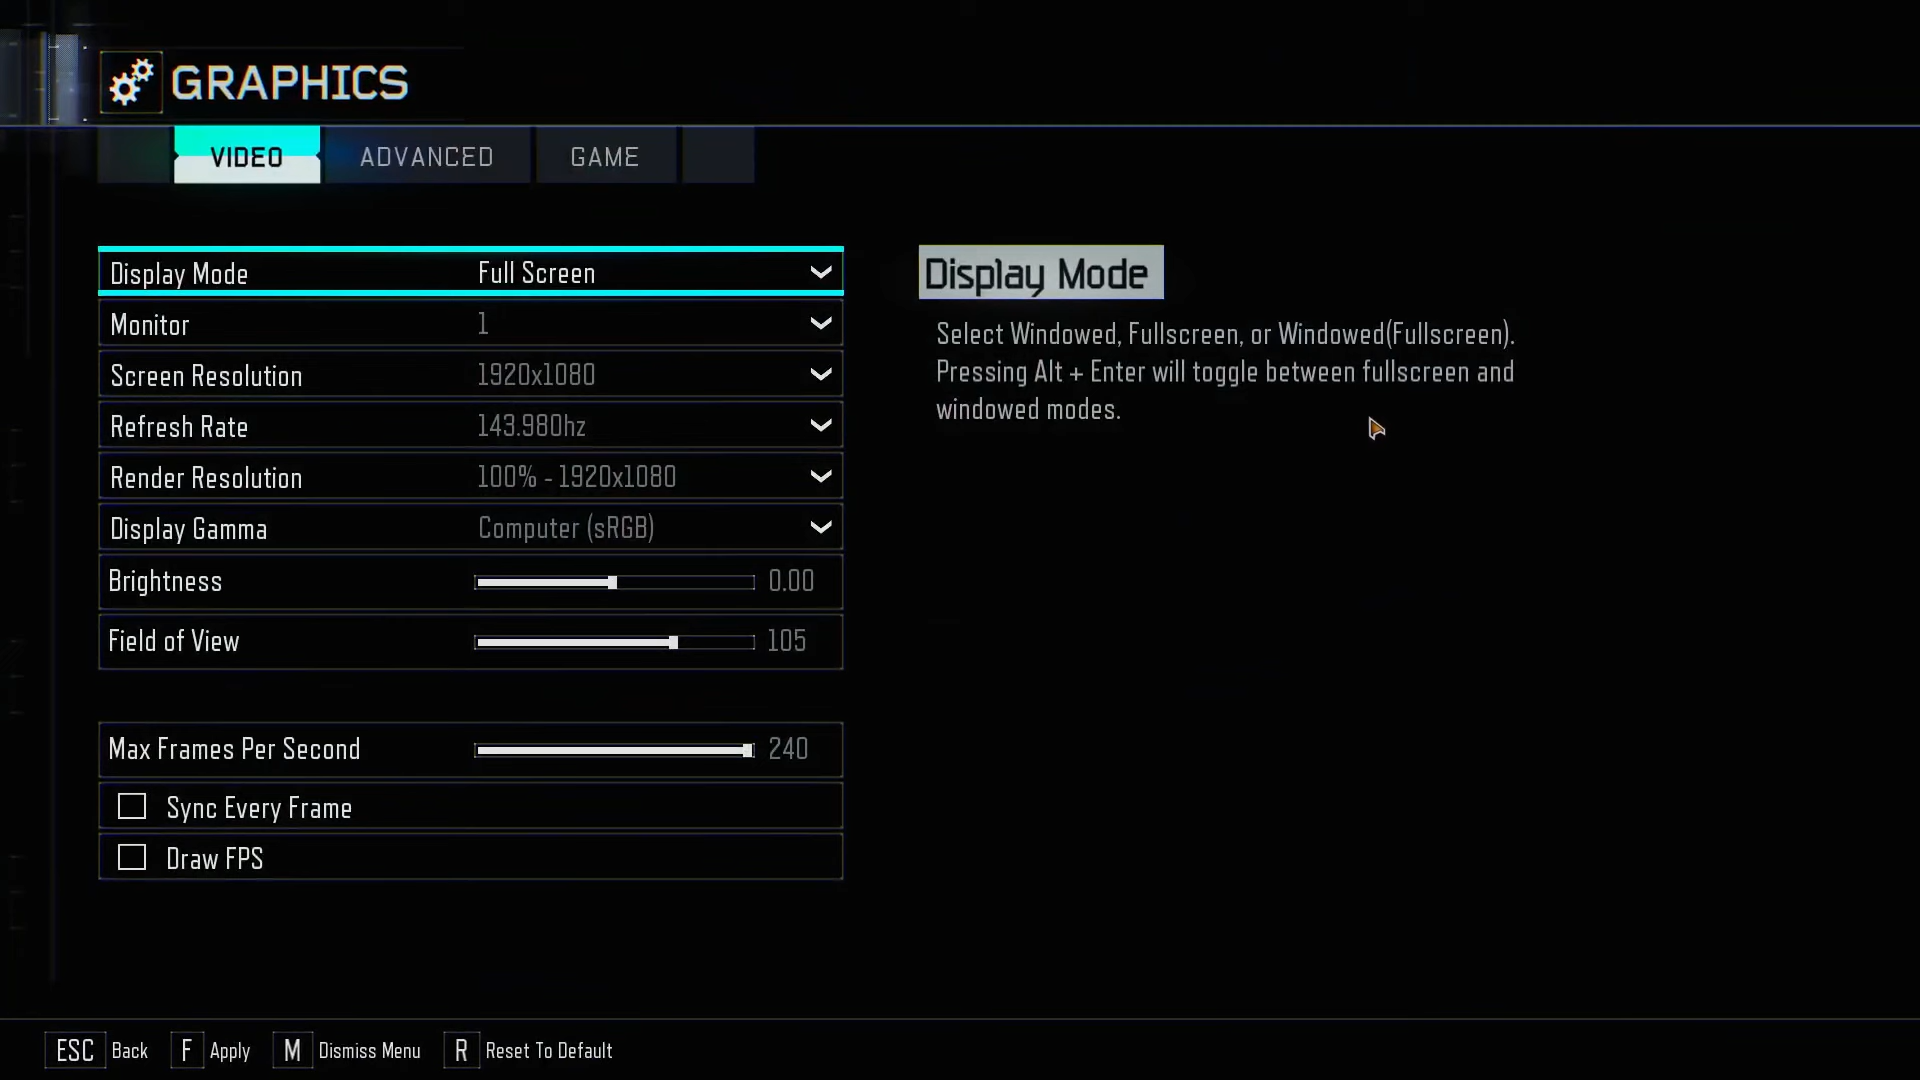 GRAPHICS
VIDEO ADVANCED GAME
Display Mode Full Screen
Monitor 1
Screen Resolution 1920x1080
Refresh Rate 143.980hz
Render Resolution 100% - 1920x1080
Display Gamma Computer (sRGB)
Brightness 0.00
Field of View 105
Max Frames Per Second 240
Sync Every Frame
Draw FPS
Display Mode
Select Windowed, Fullscreen, or Windowed(Fullscreen).
Pressing Alt + Enter will toggle between fullscreen and
windowed modes.
ESC Back F Apply M Dismiss Menu R Reset To Default